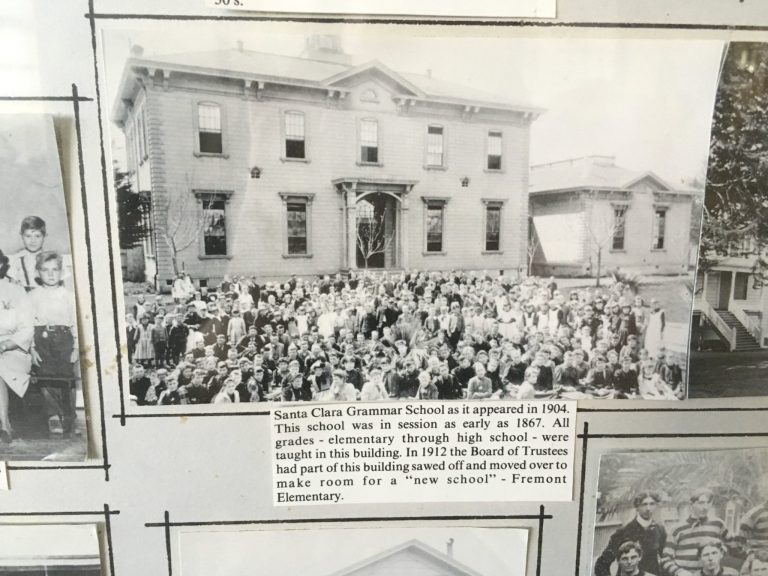 50's.
Santa Clara Grammar School as it appeared in 1904.
This school was in session as early as 1867. All
grades - elementary through high school - were
taught in this building. In 1912 the Board of Trustees
had part of this building sawed off and moved over to
make room for a "new school" - Fremont
Elementary.